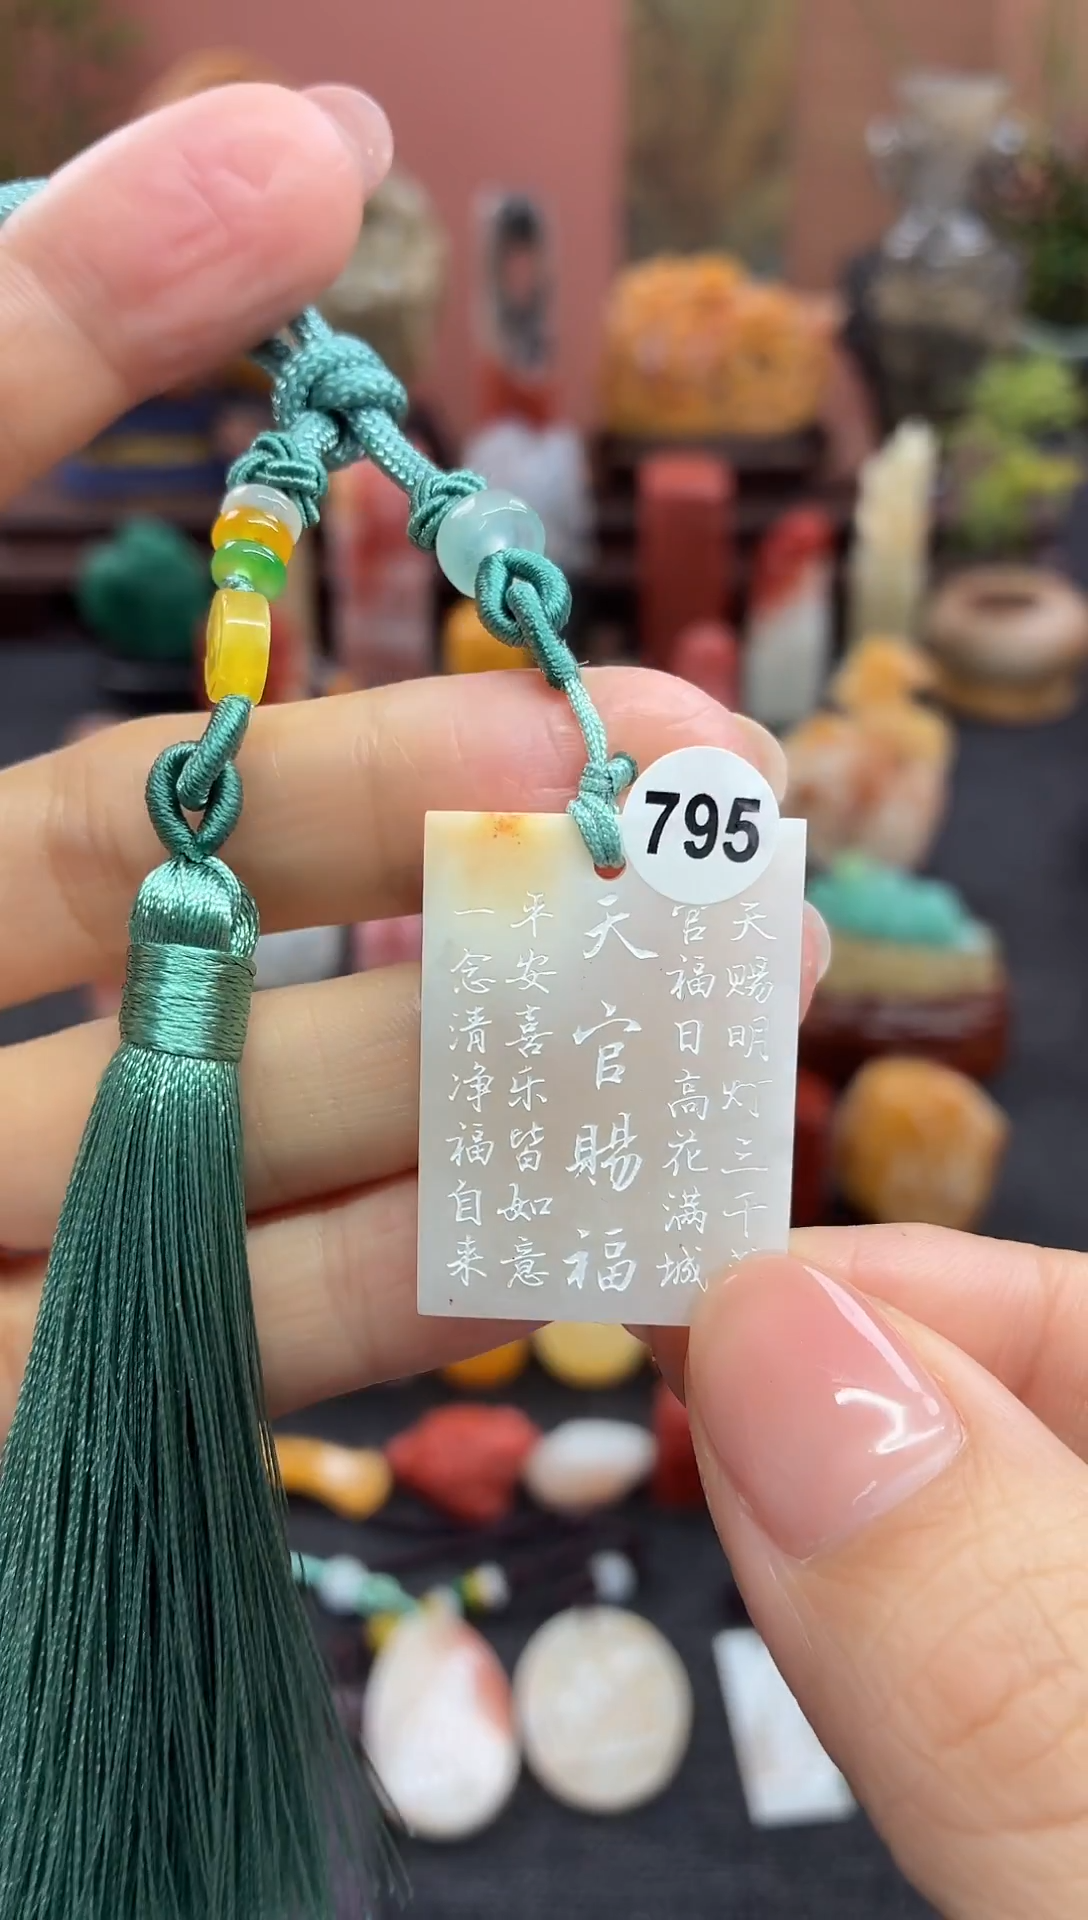 795
天赐明灯三千
官福日高花满城
天官賜福
平安喜乐皆如意
一念清净福自来